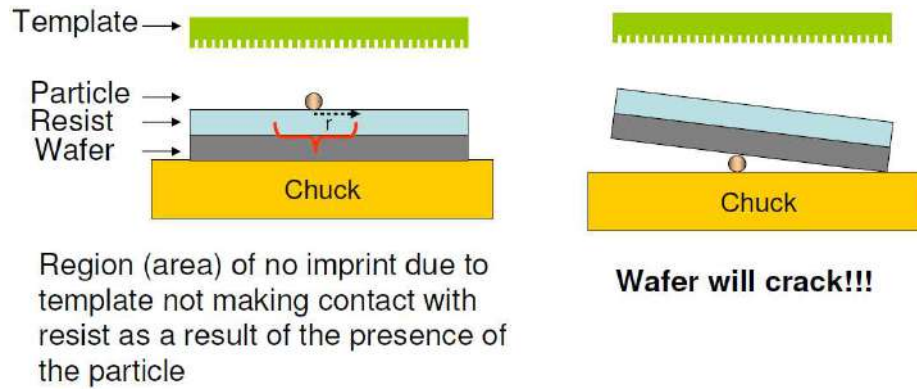 Template
Particle
Resist
Wafer
r
Chuck
Region (area) of no imprint due to
template not making contact with
resist as a result of the presence of
the particle
Chuck
Wafer will crack!!!